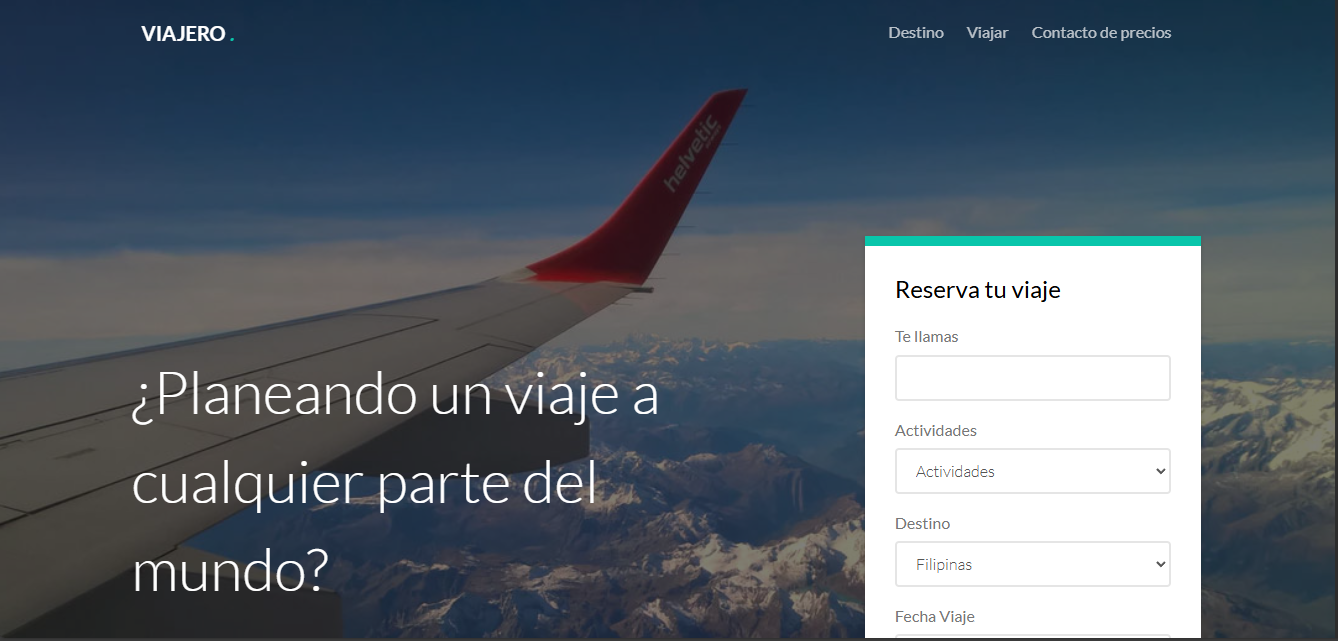 VIAJERO .
Destino
Viajar
Contacto de precios
helvetic
¿Planeando un viaje a
cualquier parte del
mundo?
Reserva tu viaje
Te llamas
Actividades
Actividades
Destino
Filipinas
Fecha Viaje